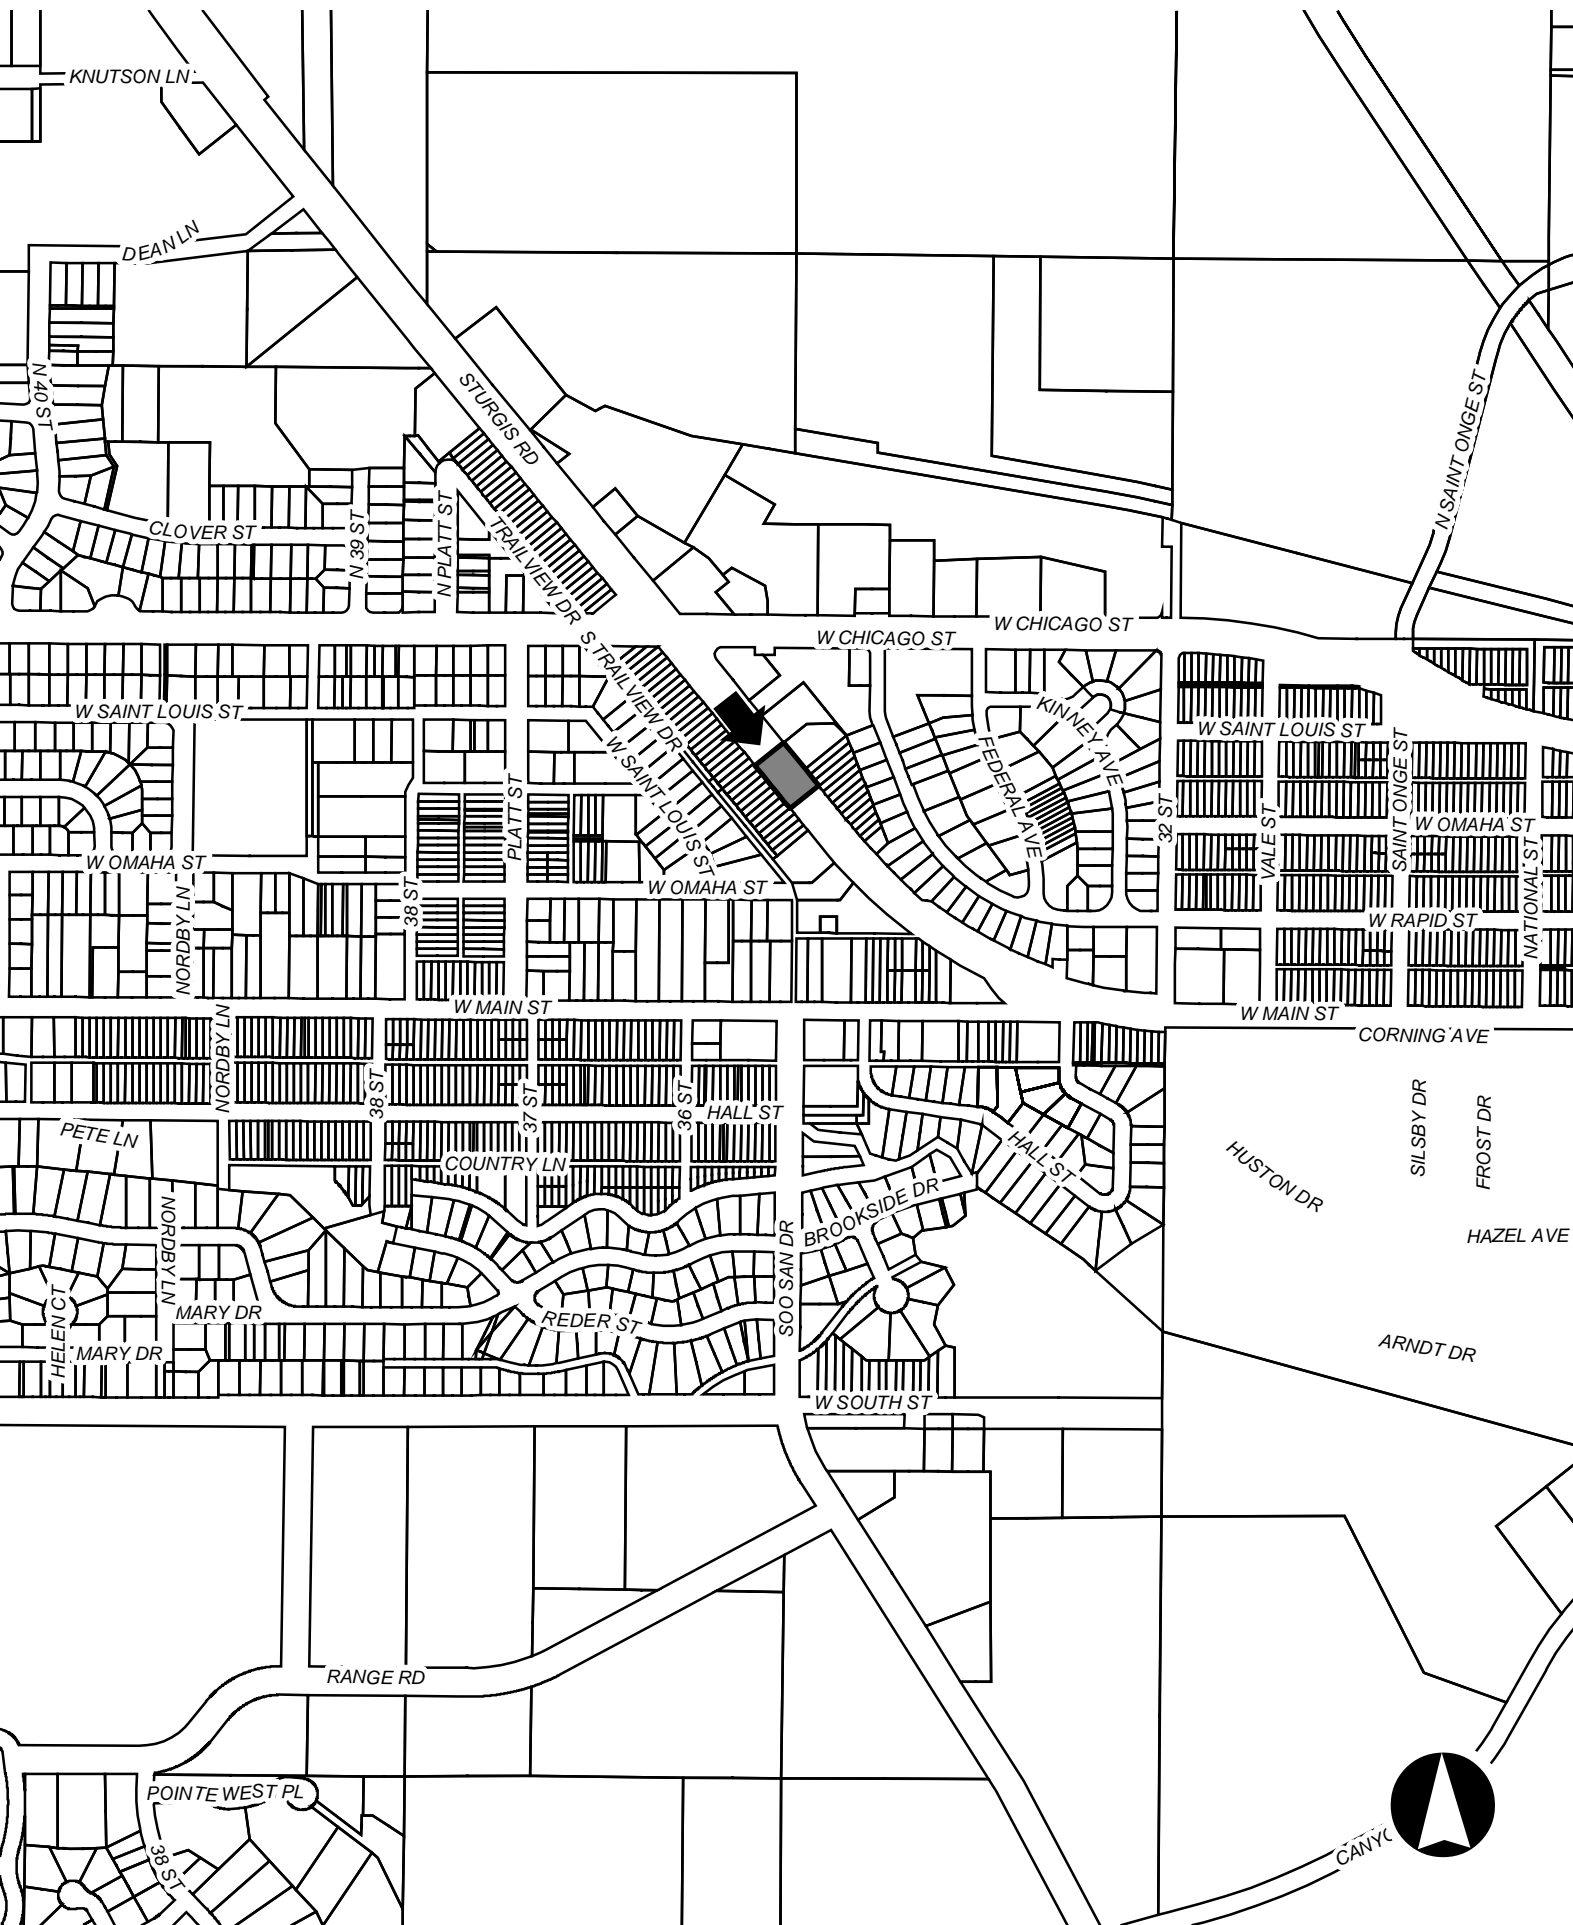 KNUTSON LN
DEAN LN
N 40 ST
STURGIS RD
N SAINT ONGE ST
CLOVER ST
N 39 ST
N PLATT ST
TRAILVIEW DR
W CHICAGO ST
W CHICAGO ST
S TRAILVIEW DR
W SAINT LOUIS ST
KINNEY AVE
W SAINT LOUIS ST
W SAINT LOUIS ST
FEDERAL AVE
SAINT ONGE ST
PLATT ST
32 ST
VALE ST
W OMAHA ST
W OMAHA ST
W OMAHA ST
38 ST
NORDBY LN
W RAPID ST
NATIONAL ST
W MAIN ST
W MAIN ST
CORNING AVE
NORDBY LN
38 ST
37 ST
36 ST
HALL ST
PETE LN
COUNTRY LN
HALL ST
SILSBY DR
FROST DR
HUSTON DR
BROOKSIDE DR
NORDBY LN
HAZEL AVE
SOO SAN DR
HELEN CT
MARY DR
REDER ST
MARY DR
ARNDT DR
W SOUTH ST
RANGE RD
POINTE WEST PL
38 ST